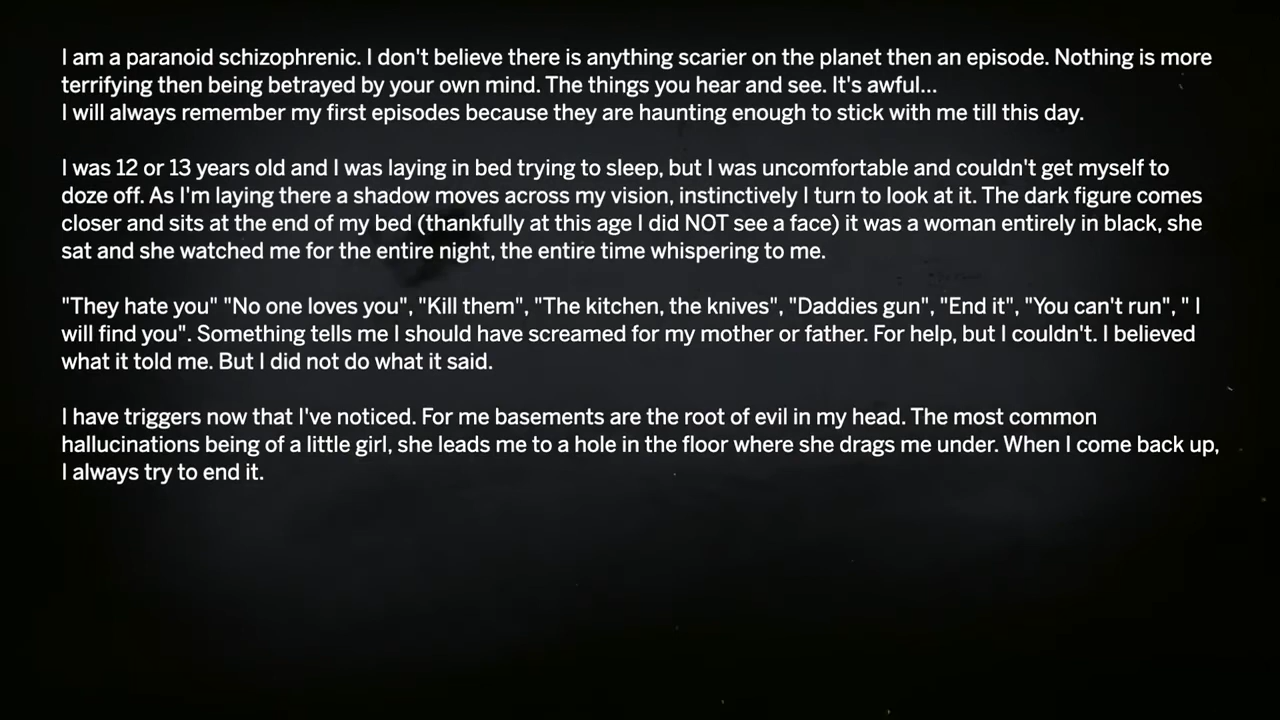 I am a paranoid schizophrenic. I don't believe there is anything scarier on the planet then an episode. Nothing is more
terrifying then being betrayed by your own mind. The things you hear and see. It's awful...
I will always remember my first episodes because they are haunting enough to stick with me till this day.
I was 12 or 13 years old and I was laying in bed trying to sleep, but I was uncomfortable and couldn't get myself to
doze off. As I'm laying there a shadow moves across my vision, instinctively I turn to look at it. The dark figure comes
closer and sits at the end of my bed (thankfully at this age I did NOT see a face) it was a woman entirely in black, she
sat and she watched me for the entire night, the entire time whispering to me.
"They hate you" "No one loves you", "Kill them", "The kitchen, the knives", "Daddies gun", "End it", "You can't run", " I
will find you". Something tells me I should have screamed for my mother or father. For help, but I couldn't. I believed
what it told me. But I did not do what it said.
I have triggers now that I've noticed. For me basements are the root of evil in my head. The most common
hallucinations being of a little girl, she leads me to a hole in the floor where she drags me under. When I come back up,
I always try to end it.